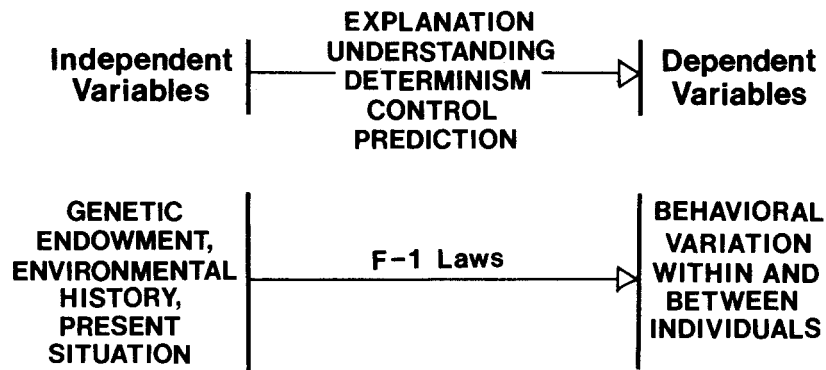 Independent
Variables
EXPLANATION
UNDERSTANDING
DETERMINISM
CONTROL
PREDICTION
Dependent
Variables
GENETIC
ENDOWMENT,
ENVIRONMENTAL
HISTORY,
PRESENT
SITUATION
F-1 Laws
BEHAVIORAL
VARIATION
WITHIN AND
BETWEEN
INDIVIDUALS